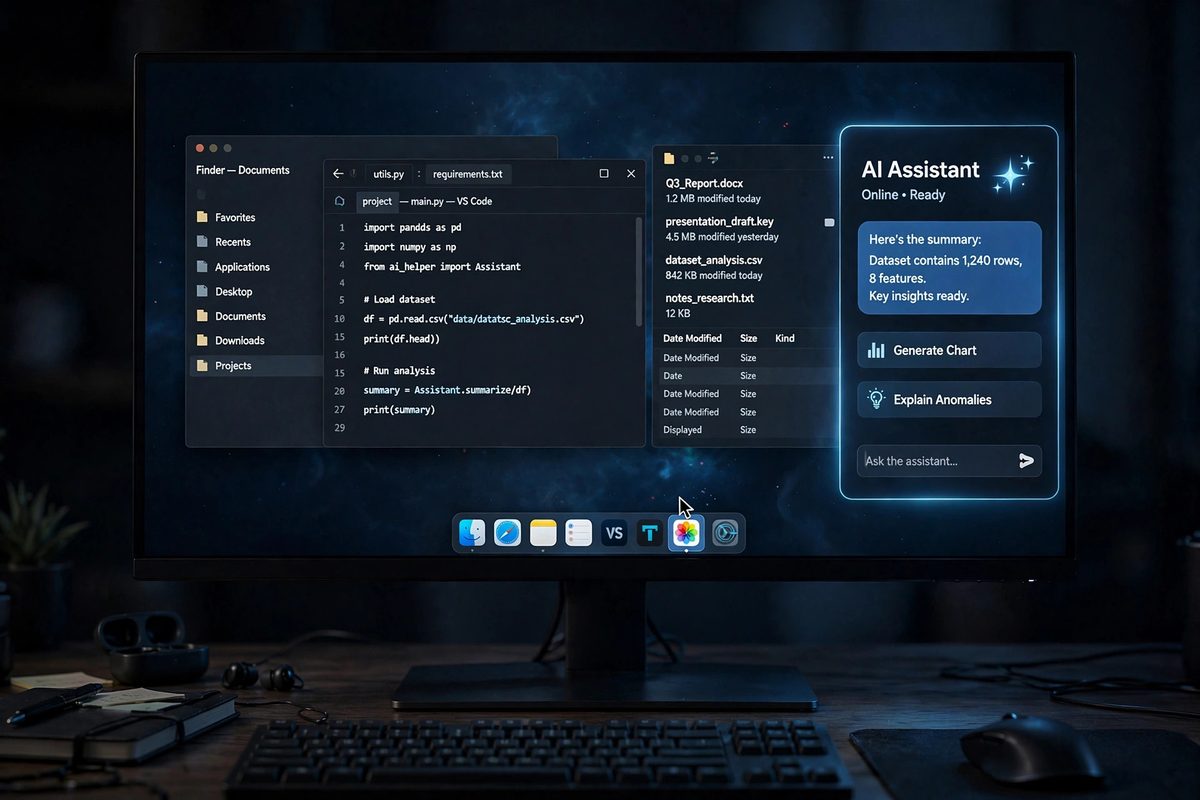 Finder — Documents
Favorites
Recents
Applications
Desktop
Documents
Downloads
Projects
utils.py : requirements.txt
project — main.py — VS Code
1 import pandds as pd
2 import numpy as np
4 from ai_helper import Assistant
4
5 # Load dataset
10 df = pd.read.csv("data/datatsc_analysis.csv")
15 print(df.head))
16
15 # Run analysis
20 summary = Assistant.summarize/df)
27 print(summary)
29
Q3_Report.docx
1.2 MB modified today
presentation_draft.key
4.5 MB modified yesterday
dataset_analysis.csv
842 KB modified today
notes_research.txt
12 KB
Date Modified Size Kind
Date Modified Size
Date Size
Date Modified Size
Date Modified Size
Displayed Size
AI Assistant
Online • Ready
Here's the summary:
Dataset contains 1,240 rows,
8 features.
Key insights ready.
Generate Chart
Explain Anomalies
Ask the assistant...
VS
T